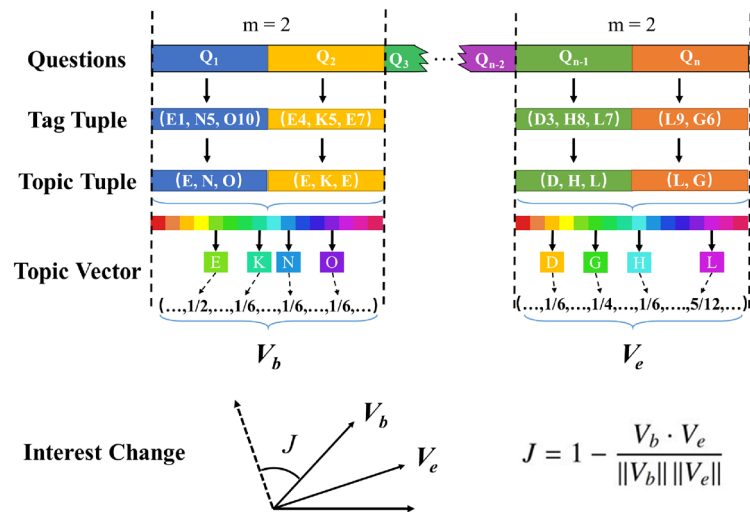 m = 2 m = 2
Questions Q1 Q2 Q3 ... Qn-2 Qn-1 Qn
Tag Tuple (E1, N5, O10) (E4, K5, E7) (D3, H8, L7) (L9, G6)
Topic Tuple (E, N, O) (E, K, E) (D, H, L) (L, G)
Topic Vector E K N O D G H L
(...,1/2,...,1/6,...,1/6,...,1/6,...) (...,1/6,...,1/4,...,1/6,...,5/12,...)
Vb Ve
Interest Change J Vb Ve J = 1 - Vb · Ve / ||Vb|| ||Ve||